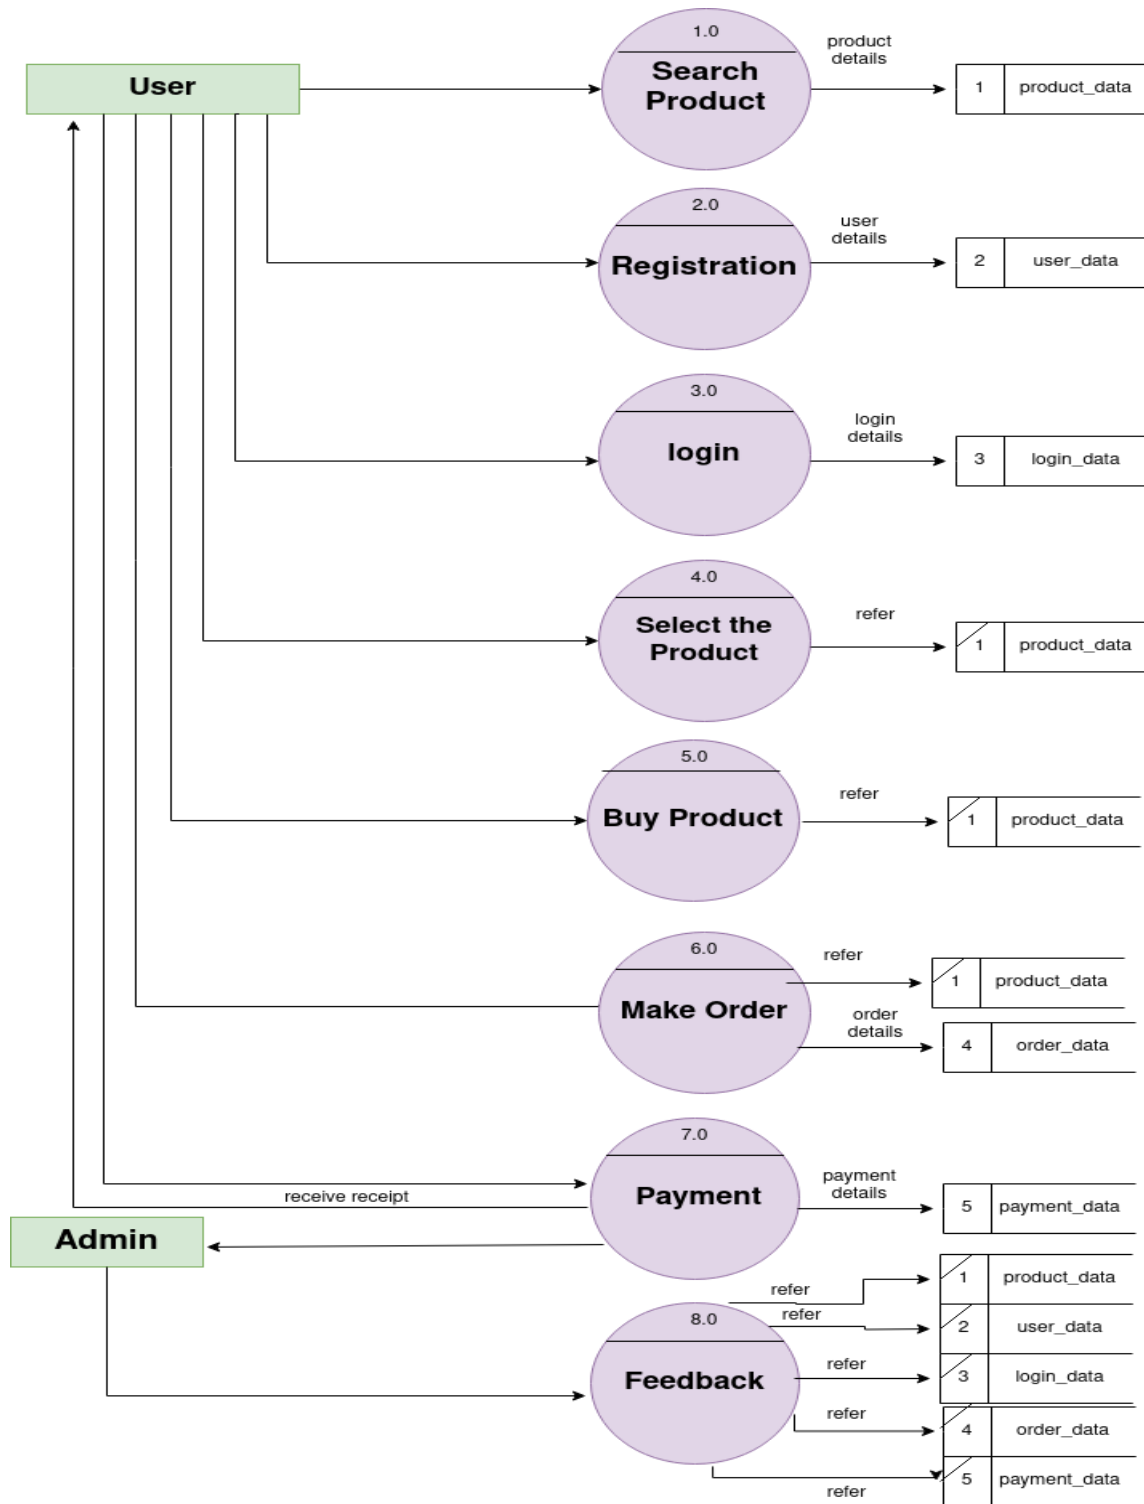 1.0
Search
Product
product
details
1
product_data
User
2.0
Registration
user
details
2
user_data
3.0
login
login
details
3
login_data
4.0
Select the
Product
refer
1
product_data
5.0
Buy Product
refer
1
product_data
6.0
Make Order
refer
1
product_data
order
details
4
order_data
7.0
Payment
payment
details
5
payment_data
receive receipt
Admin
8.0
Feedback
refer
1
product_data
refer
2
user_data
refer
3
login_data
refer
4
order_data
refer
5
payment_data